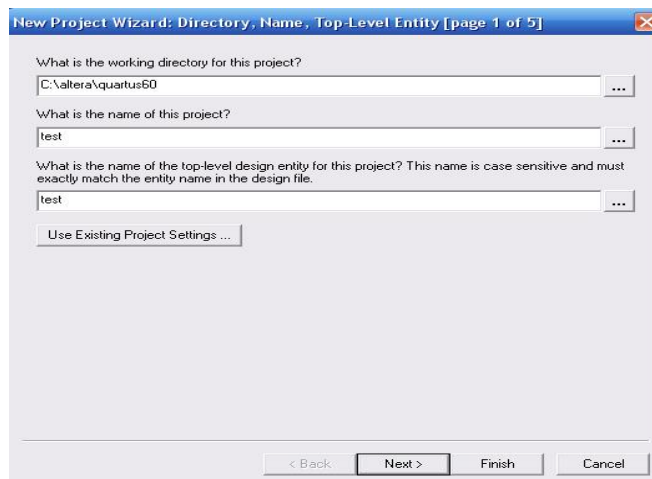 New Project Wizard: Directory, Name, Top-Level Entity [page 1 of 5]
What is the working directory for this project?
C:\altera\quartus60
...
What is the name of this project?
test
...
What is the name of the top-level design entity for this project? This name is case sensitive and must
exactly match the entity name in the design file.
test
...
Use Existing Project Settings ...
< Back
Next >
Finish
Cancel